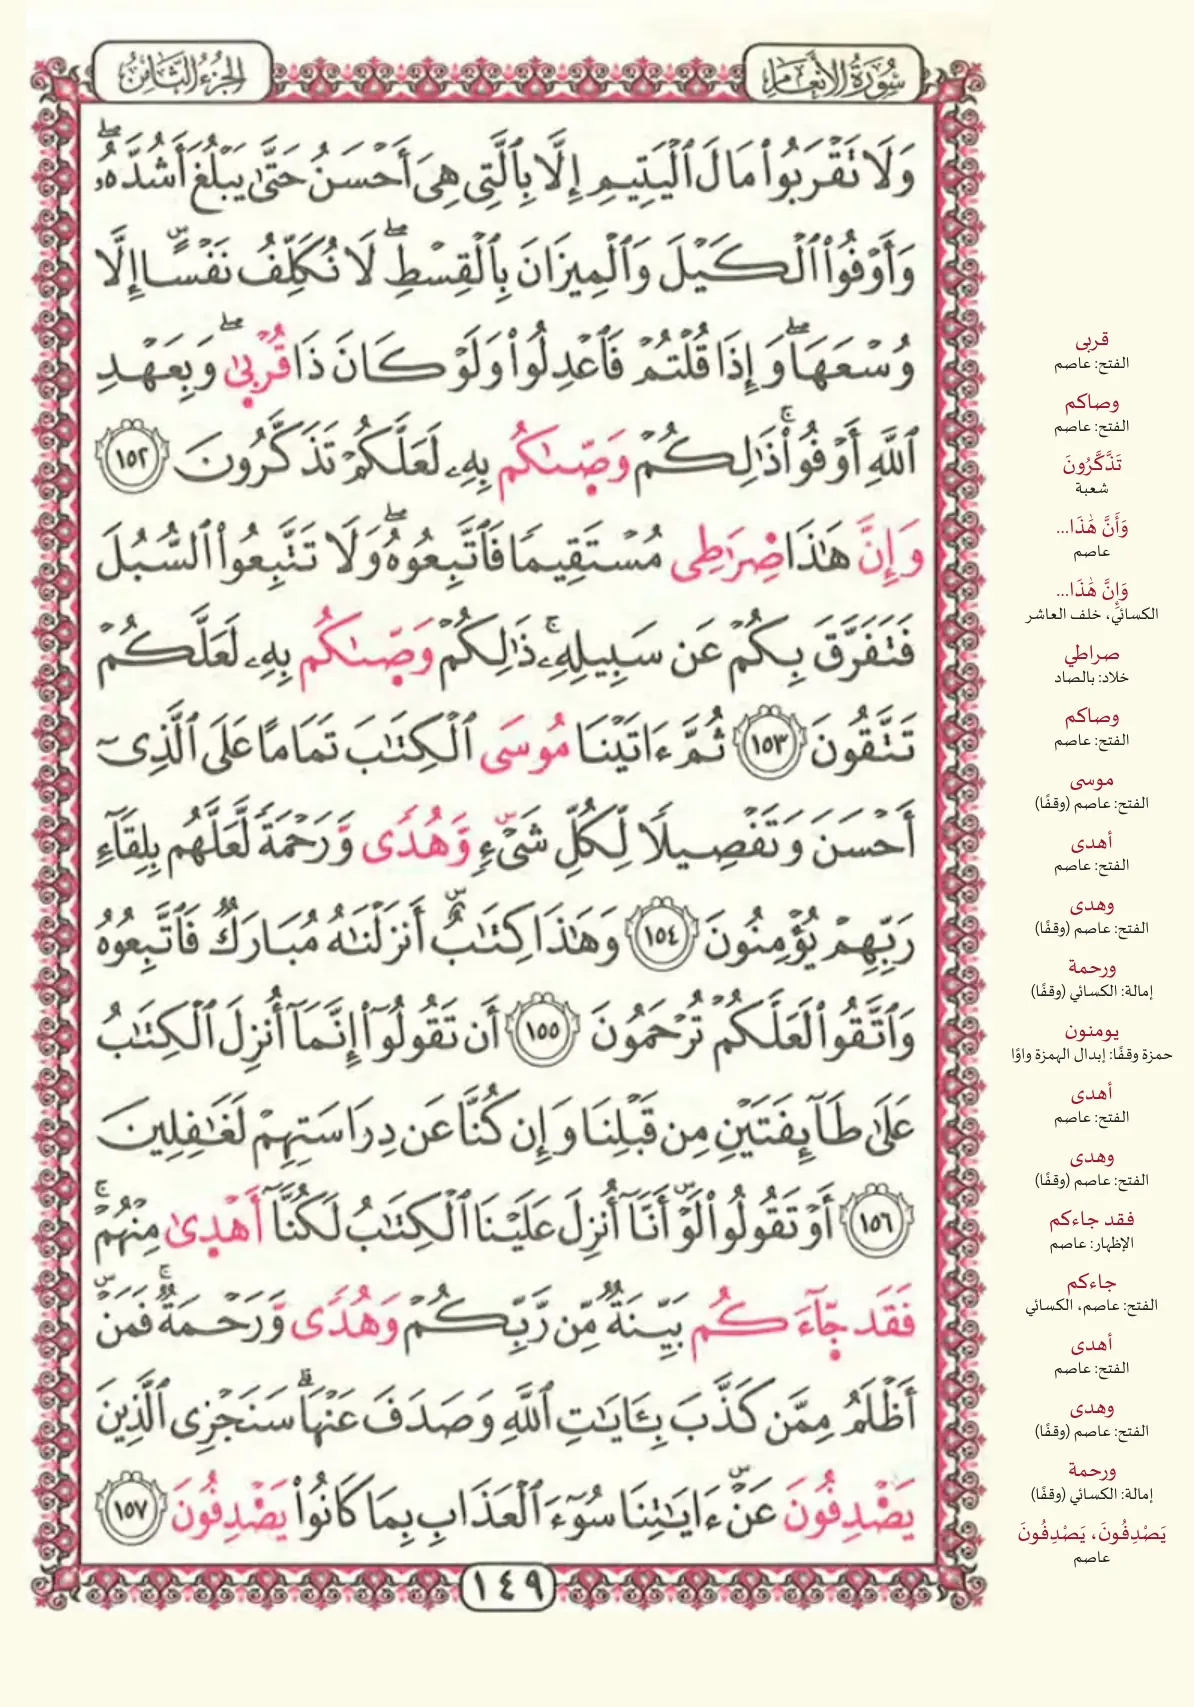 سُورَةُ الأَنْعَامِ
الجُزْءُ الثَّامِنُ
وَلَا تَقْرَبُوا۟ مَالَ ٱلْيَتِيمِ إِلَّا بِٱلَّتِى هِىَ أَحْسَنُ حَتَّىٰ يَبْلُغَ أَشُدَّهُۥۖ
وَأَوْفُوا۟ ٱلْكَيْلَ وَٱلْمِيزَانَ بِٱلْقِسْطِۖ لَا نُكَلِّفُ نَفْسًا إِلَّا
وُسْعَهَاۖ وَإِذَا قُلْتُمْ فَٱعْدِلُوا۟ وَلَوْ كَانَ ذَا قُرْبىٰۖ وَبِعَهْدِ
ٱللَّهِ أَوْفُوا۟ۚ ذَٰلِكُمْ وَصّىٰكُم بِهِۦ لَعَلَّكُمْ تَذَكَّرُونَ ١٥٢
وَإِنَّ هَـٰذَا صِرَٰطِى مُسْتَقِيمًا فَٱتَّبِعُوهُۖ وَلَا تَتَّبِعُوا۟ ٱلسُّبُلَ
فَتَفَرَّقَ بِكُمْ عَن سَبِيلِهِۦۚ ذَٰلِكُمْ وَصّىٰكُم بِهِۦ لَعَلَّكُمْ
تَتَّقُونَ ١٥٣ ثُمَّ ءَاتَيْنَا مُوسَى ٱلْكِتَـٰبَ تَمَامًا عَلَى ٱلَّذِىٓ
أَحْسَنَ وَتَفْصِيلًا لِّكُلِّ شَىْءٍ وَهُدًى وَرَحْمَةً لَّعَلَّهُم بِلِقَآءِ
رَبِّهِمْ يُؤْمِنُونَ ١٥٤ وَهَـٰذَا كِتَـٰبٌ أَنزَلْنَـٰهُ مُبَارَكٌ فَٱتَّبِعُوهُ
وَٱتَّقُوا۟ لَعَلَّكُمْ تُرْحَمُونَ ١٥٥ أَن تَقُولُوٓا۟ إِنَّمَآ أُنزِلَ ٱلْكِتَـٰبُ
عَلَىٰ طَآئِفَتَيْنِ مِن قَبْلِنَا وَإِن كُنَّا عَن دِرَاسَتِهِمْ لَغَـٰفِلِينَ
١٥٦ أَوْ تَقُولُوا۟ لَوْ أَنَّآ أُنزِلَ عَلَيْنَا ٱلْكِتَـٰبُ لَكُنَّآ أَهْدىٰ مِنْهُمْۚ
فَقَد جَّآءَكُم بَيِّنَةٌ مِّن رَّبِّكُمْ وَهُدًى وَرَحْمَةٌۚ فَمَنْ
أَظْلَمُ مِمَّن كَذَّبَ بِـَٔايَـٰتِ ٱللَّهِ وَصَدَفَ عَنْهَاۗ سَنَجْزِى ٱلَّذِينَ
يَصْدِفُونَ عَنْ ءَايَـٰتِنَا سُوٓءَ ٱلْعَذَابِ بِمَا كَانُوا۟ يَصْدِفُونَ ١٥٧
١٤٩
قربى
الفتح: عاصم
وصاكم
الفتح: عاصم
تَذَّكَّرُونَ
شعبة
وَأَنَّ هَٰذَا...
عاصم
وَإِنَّ هَٰذَا...
الكسائي، خلف العاشر
صراطي
خلاد: بالصاد
وصاكم
الفتح: عاصم
موسى
الفتح: عاصم (وقفًا)
أهدى
الفتح: عاصم
وهدى
الفتح: عاصم (وقفًا)
ورحمة
إمالة: الكسائي (وقفًا)
يومنون
حمزة وقفًا: إبدال الهمزة واوًا
أهدى
الفتح: عاصم
وهدى
الفتح: عاصم (وقفًا)
فقد جاءكم
الإظهار: عاصم
جاءكم
الفتح: عاصم، الكسائي
أهدى
الفتح: عاصم
وهدى
الفتح: عاصم (وقفًا)
ورحمة
إمالة: الكسائي (وقفًا)
يَصْدِفُونَ، يَصْدِفُونَ
عاصم